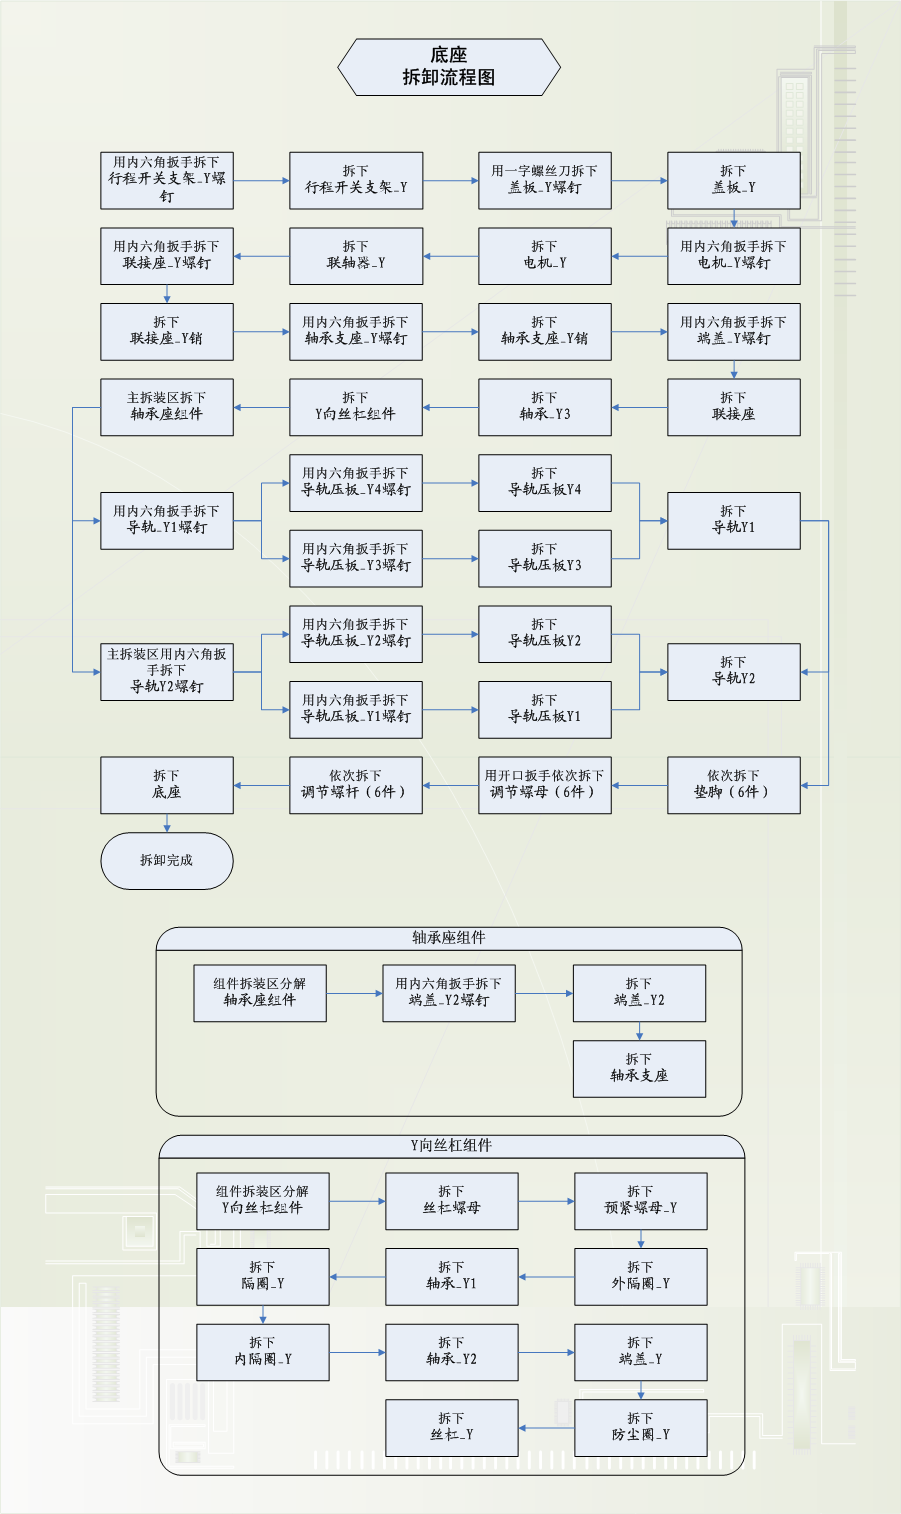 底座
拆卸流程图
用内六角扳手拆下
行程开关支架_Y螺
钉
拆下
行程开关支架_Y
用一字螺丝刀拆下
盖板_Y螺钉
拆下
盖板_Y
用内六角扳手拆下
联接座_Y螺钉
拆下
联轴器_Y
拆下
电机_Y
用内六角扳手拆下
电机_Y螺钉
拆下
联接座_Y销
用内六角扳手拆下
轴承支座_Y螺钉
拆下
轴承支座_Y销
用内六角扳手拆下
端盖_Y螺钉
主拆装区拆下
轴承座组件
拆下
Y向丝杠组件
拆下
轴承_Y3
拆下
联接座
用内六角扳手拆下
导轨压板_Y4螺钉
拆下
导轨压板Y4
用内六角扳手拆下
导轨_Y1螺钉
拆下
导轨Y1
用内六角扳手拆下
导轨压板_Y3螺钉
拆下
导轨压板Y3
用内六角扳手拆下
导轨压板_Y2螺钉
拆下
导轨压板Y2
主拆装区用内六角扳
手拆下
导轨Y2螺钉
拆下
导轨Y2
用内六角扳手拆下
导轨压板_Y1螺钉
拆下
导轨压板Y1
拆下
底座
依次拆下
调节螺杆（6件）
用开口扳手依次拆下
调节螺母（6件）
依次拆下
垫脚（6件）
拆卸完成
轴承座组件
组件拆装区分解
轴承座组件
用内六角扳手拆下
端盖_Y2螺钉
拆下
端盖_Y2
拆下
轴承支座
Y向丝杠组件
组件拆装区分解
Y向丝杠组件
拆下
丝杠螺母
拆下
预紧螺母_Y
拆下
隔圈_Y
拆下
轴承_Y1
拆下
外隔圈_Y
拆下
内隔圈_Y
拆下
轴承_Y2
拆下
端盖_Y
拆下
丝杠_Y
拆下
防尘圈_Y